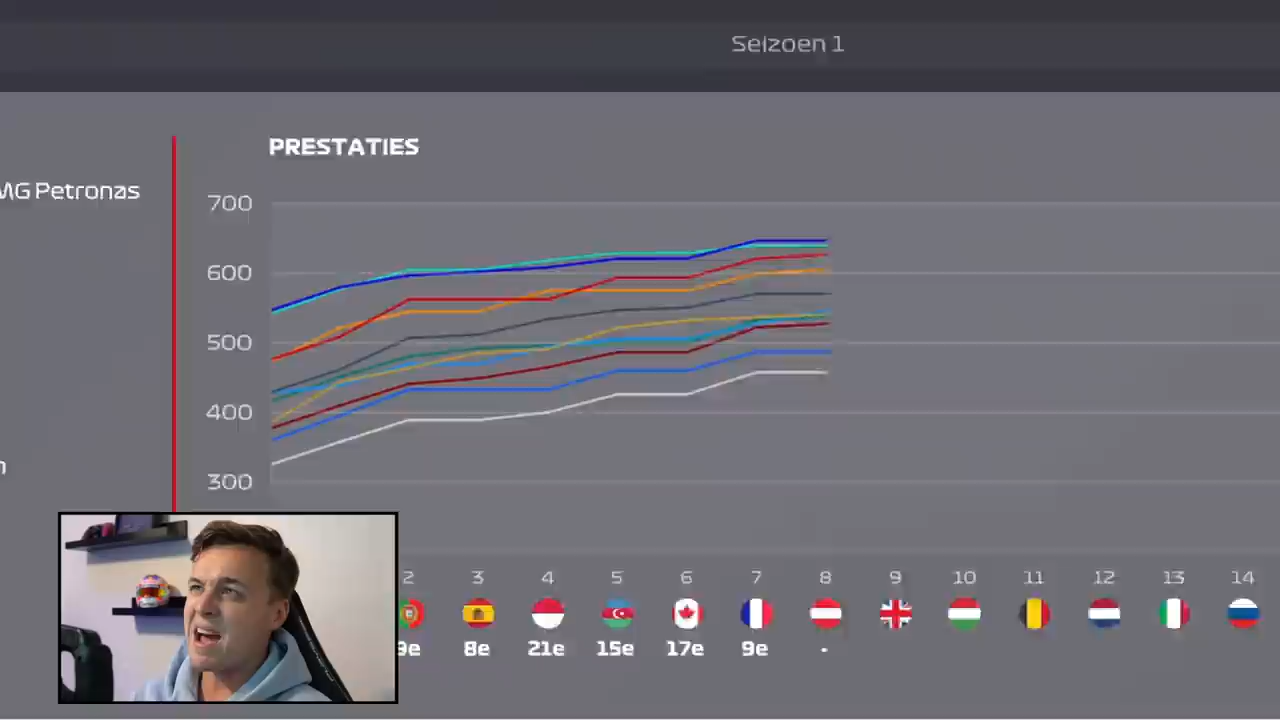 Seizoen 1
PRESTATIES
MG Petronas
700
600
500
400
300
2 3 4 5 6 7 8 9 10 11 12 13 14
9e 8e 21e 15e 17e 9e -